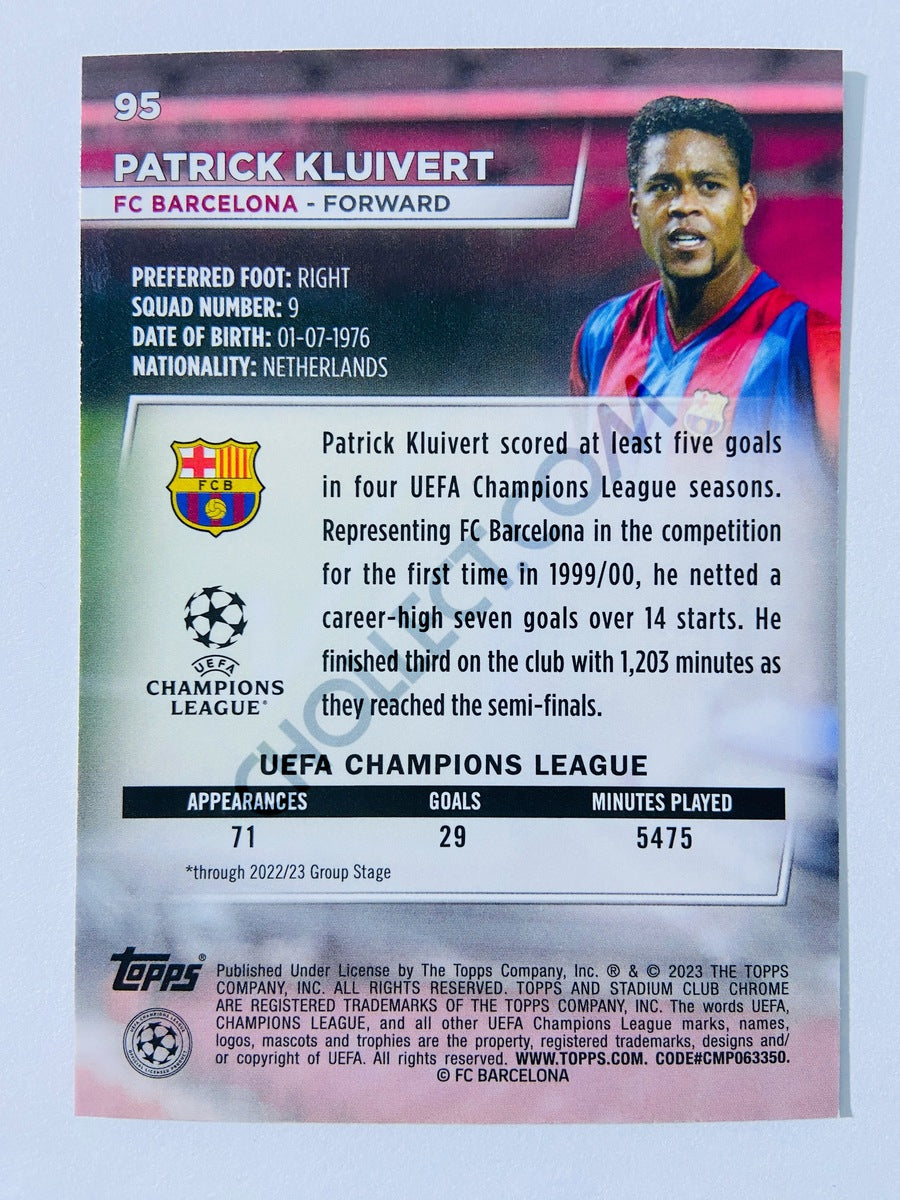 95
PATRICK KLUIVERT
FC BARCELONA - FORWARD
PREFERRED FOOT: RIGHT
SQUAD NUMBER: 9
DATE OF BIRTH: 01-07-1976
NATIONALITY: NETHERLANDS
FCB
UEFA
CHAMPIONS
LEAGUE®
Patrick Kluivert scored at least five goals
in four UEFA Champions League seasons.
Representing FC Barcelona in the competition
for the first time in 1999/00, he netted a
career-high seven goals over 14 starts. He
finished third on the club with 1,203 minutes as
they reached the semi-finals.
CHOLLECT.COM
UEFA CHAMPIONS LEAGUE
APPEARANCES GOALS MINUTES PLAYED
71 29 5475
*through 2022/23 Group Stage
topps®
Published Under License by The Topps Company, Inc. ® & © 2023 THE TOPPS
COMPANY, INC. ALL RIGHTS RESERVED. TOPPS AND STADIUM CLUB CHROME
ARE REGISTERED TRADEMARKS OF THE TOPPS COMPANY, INC. The words UEFA,
CHAMPIONS LEAGUE, and all other UEFA Champions League marks, names,
logos, mascots and trophies are the property, registered trademarks, designs and/
or copyright of UEFA. All rights reserved. WWW.TOPPS.COM. CODE#CMP063350.
© FC BARCELONA
UEFA CHAMPIONS LEAGUE
OFFICIAL LICENSED PRODUCT